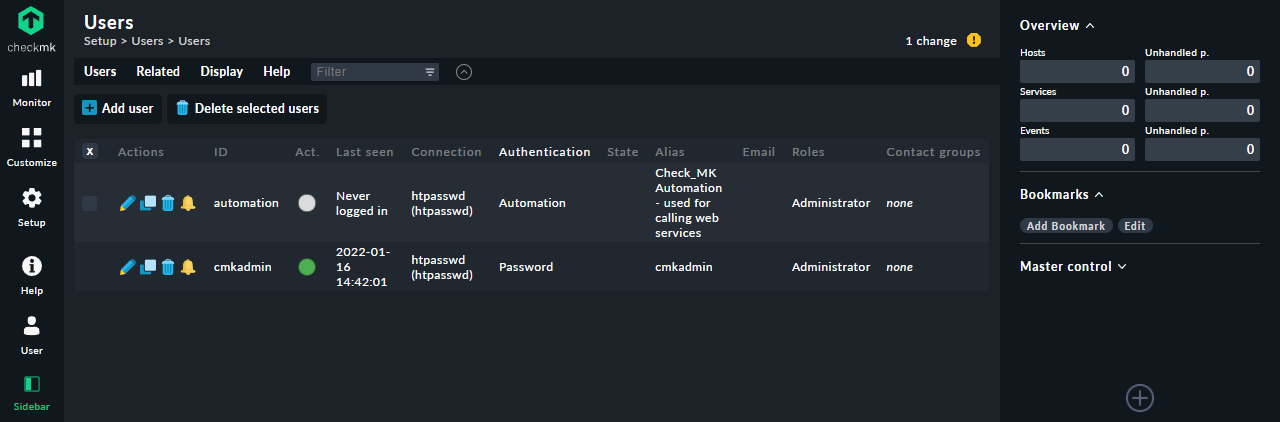 checkmk
Monitor
Customize
Setup
Help
User
Sidebar
Users
Setup > Users > Users
1 change
Users Related Display Help Filter
Add user Delete selected users
X Actions ID Act. Last seen Connection Authentication State Alias Email Roles Contact groups
automation
Never
logged in
htpasswd
(htpasswd)
Automation
Check_MK
Automation
- used for
calling web
services
Administrator
none
cmkadmin
2022-01-
16
14:42:01
htpasswd
(htpasswd)
Password
cmkadmin
Administrator
none
Overview
Hosts Unhandled p.
0 0
Services Unhandled p.
0 0
Events Unhandled p.
0 0
Bookmarks
Add Bookmark Edit
Master control